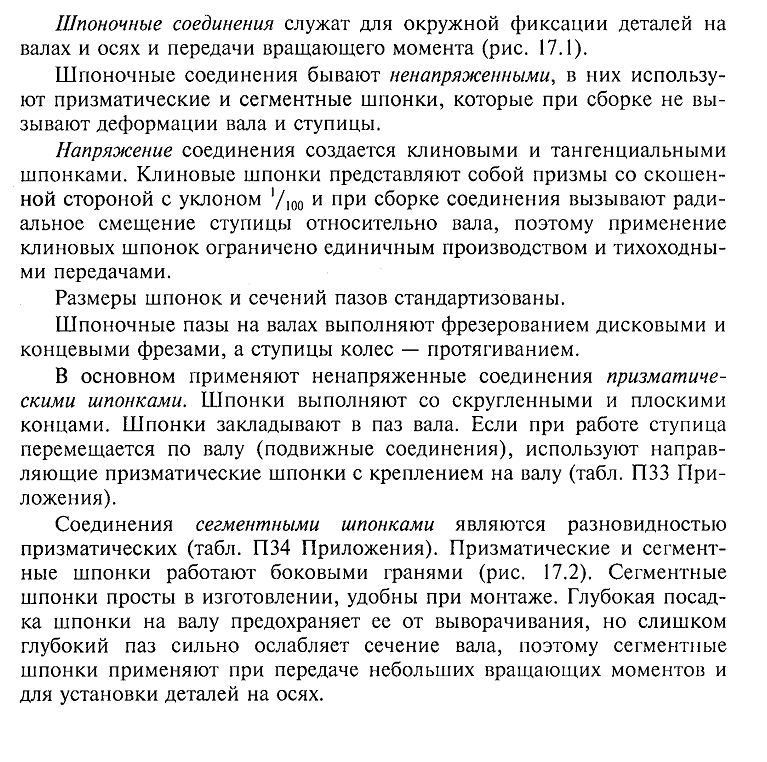 Шпоночные соединения служат для окружной фиксации деталей на
валах и осях и передачи вращающего момента (рис. 17.1).
Шпоночные соединения бывают ненапряженными, в них использу-
ют призматические и сегментные шпонки, которые при сборке не вы-
зывают деформации вала и ступицы.
Напряжение соединения создается клиновыми и тангенциальными
шпонками. Клиновые шпонки представляют собой призмы со скошен-
ной стороной с уклоном 1/100 и при сборке соединения вызывают ради-
альное смещение ступицы относительно вала, поэтому применение
клиновых шпонок ограничено единичным производством и тихоходны-
ми передачами.
Размеры шпонок и сечений пазов стандартизованы.
Шпоночные пазы на валах выполняют фрезерованием дисковыми и
концевыми фрезами, а ступицы колес — протягиванием.
В основном применяют ненапряженные соединения призматиче-
скими шпонками. Шпонки выполняют со скругленными и плоскими
концами. Шпонки закладывают в паз вала. Если при работе ступица
перемещается по валу (подвижные соединения), используют направ-
ляющие призматические шпонки с креплением на валу (табл. П33 При-
ложения).
Соединения сегментными шпонками являются разновидностью
призматических (табл. П34 Приложения). Призматические и сегмент-
ные шпонки работают боковыми гранями (рис. 17.2). Сегментные
шпонки просты в изготовлении, удобны при монтаже. Глубокая посад-
ка шпонки на валу предохраняет ее от выворачивания, но слишком
глубокий паз сильно ослабляет сечение вала, поэтому сегментные
шпонки применяют при передаче небольших вращающих моментов и
для установки деталей на осях.